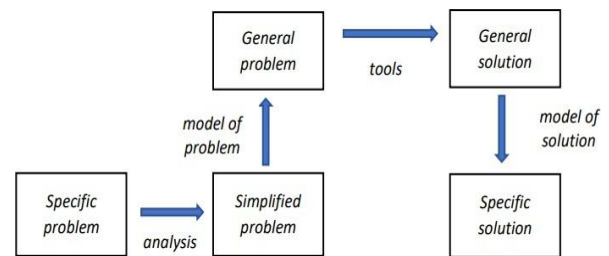 General
problem
tools
General
solution
model of
problem
model of
solution
Specific
problem
analysis
Simplified
problem
Specific
solution